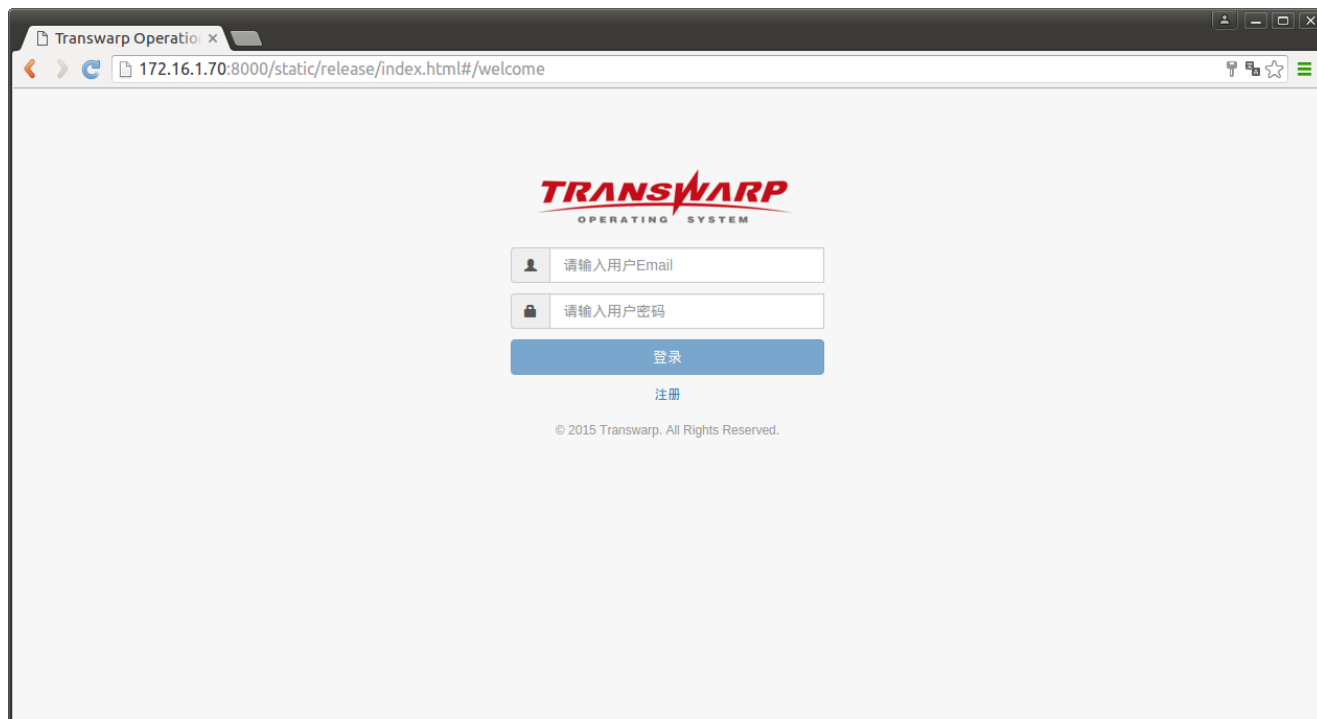 Transwarp Operatio
172.16.1.70:8000/static/release/index.html#/welcome
TRANSWARP
OPERATING SYSTEM
请输入用户Email
请输入用户密码
登录
注册
© 2015 Transwarp. All Rights Reserved.